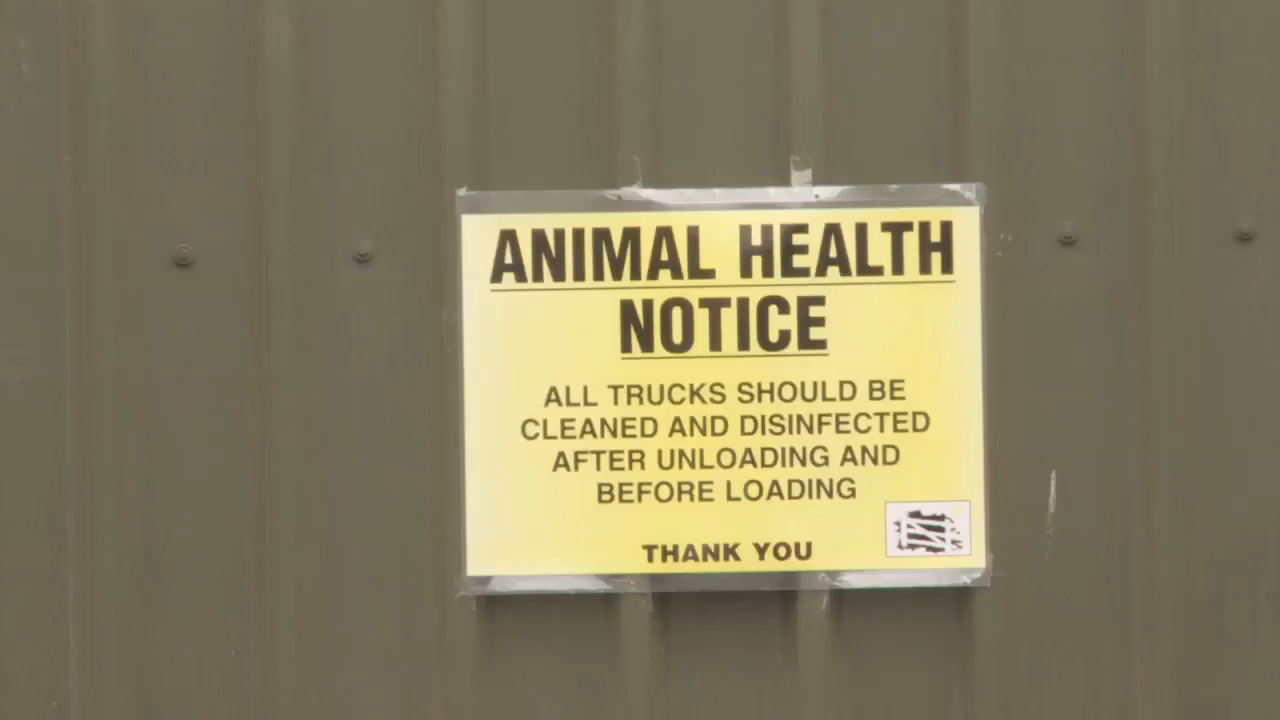 ANIMAL HEALTH
NOTICE
ALL TRUCKS SHOULD BE
CLEANED AND DISINFECTED
AFTER UNLOADING AND
BEFORE LOADING
THANK YOU